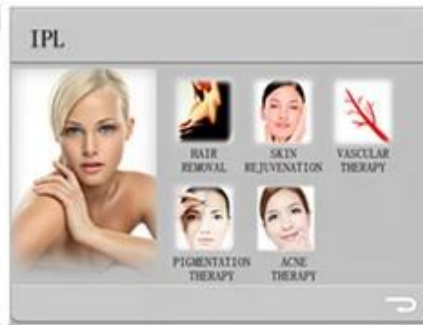 IPL
HAIR
REMOVAL
SKIN
REJUVENATION
VASCULAR
THERAPY
PIGMENTATION
THERAPY
ACNE
THERAPY